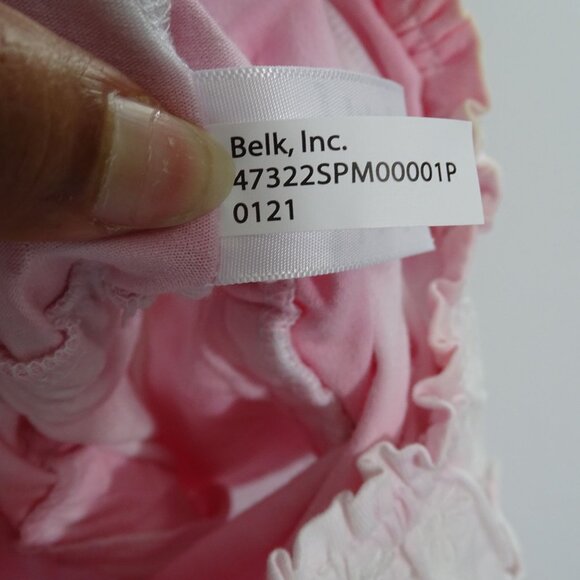 Belk, Inc.
47322SPM00001P
0121